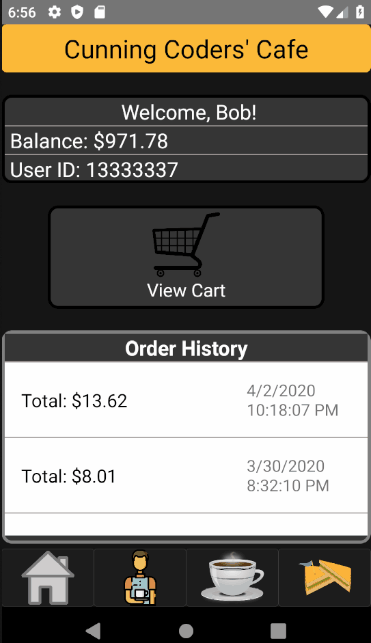 6:56
Cunning Coders' Cafe
Welcome, Bob!
Balance: $971.78
User ID: 13333337
View Cart
Order History
Total: $13.62
4/2/2020
10:18:07 PM
Total: $8.01
3/30/2020
8:32:10 PM